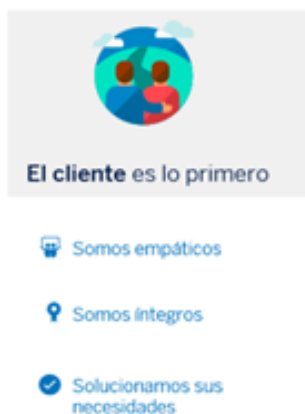 El cliente es lo primero
Somos empáticos
Somos íntegros
Solucionamos sus
necesidades